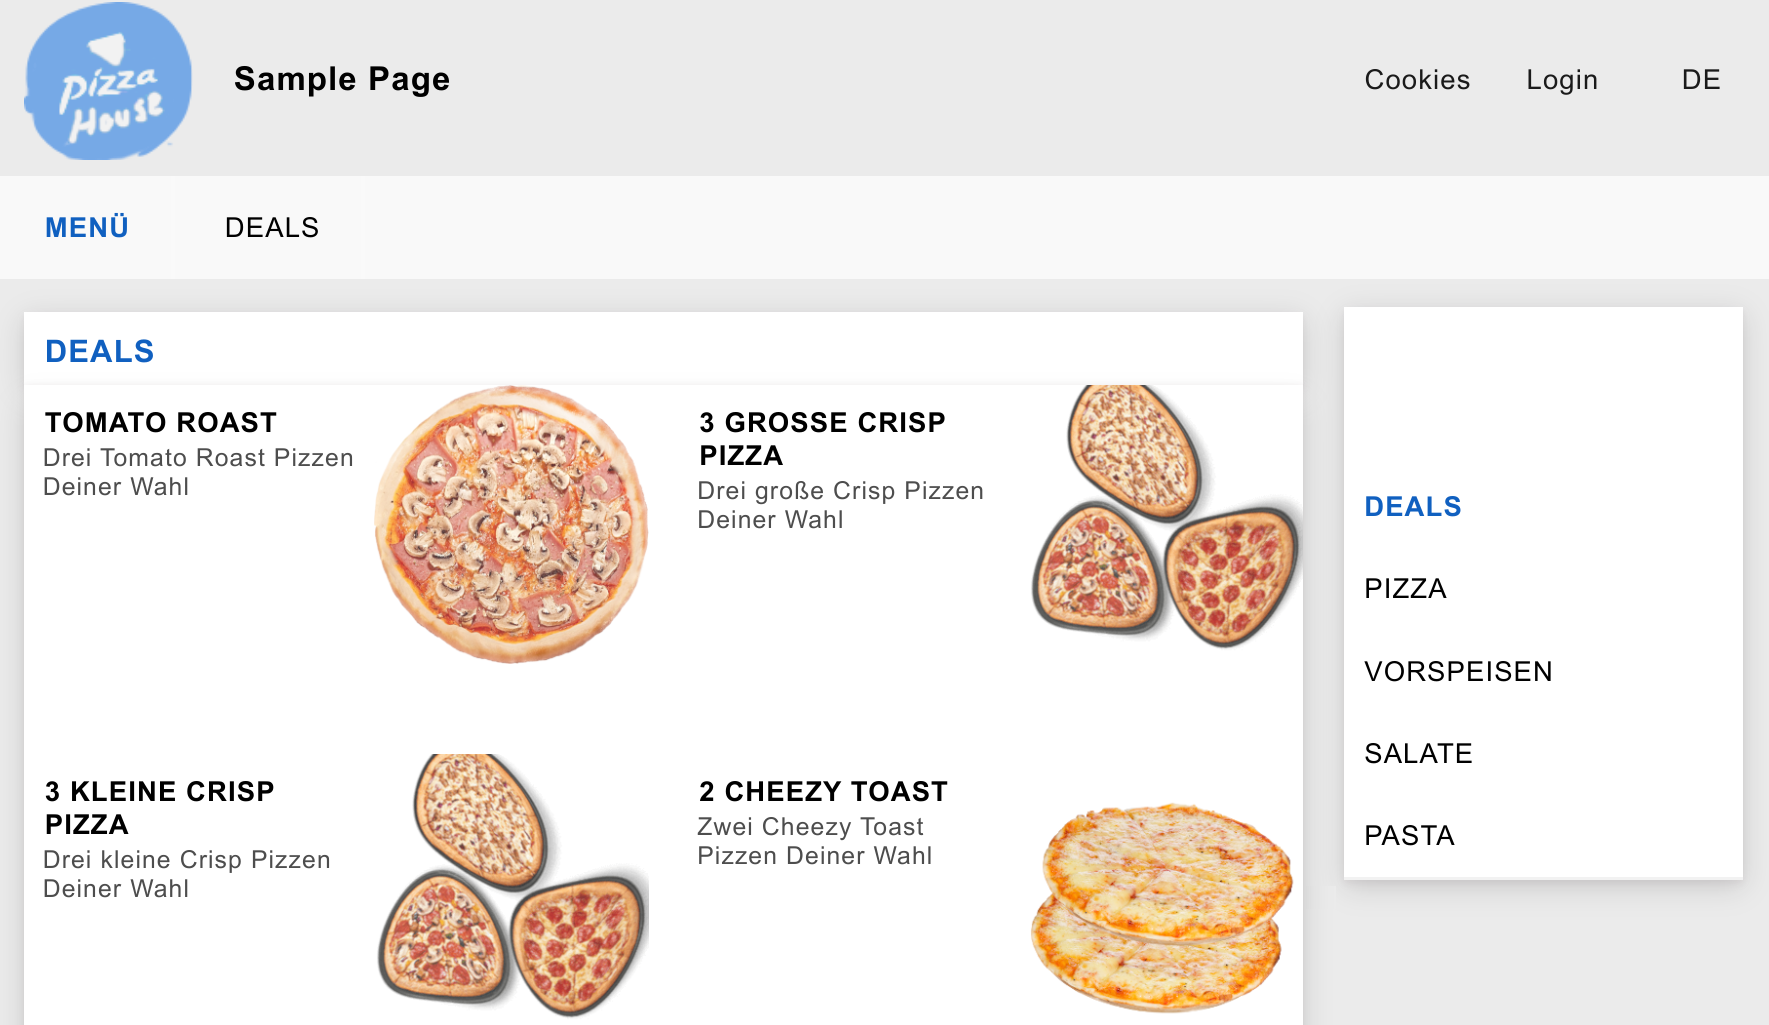 Pizza
House
Sample Page
Cookies
Login
DE
MENÜ
DEALS
DEALS
TOMATO ROAST
Drei Tomato Roast Pizzen
Deiner Wahl
3 GROSSE CRISP
PIZZA
Drei große Crisp Pizzen
Deiner Wahl
3 KLEINE CRISP
PIZZA
Drei kleine Crisp Pizzen
Deiner Wahl
2 CHEEZY TOAST
Zwei Cheezy Toast
Pizzen Deiner Wahl
DEALS
PIZZA
VORSPEISEN
SALATE
PASTA